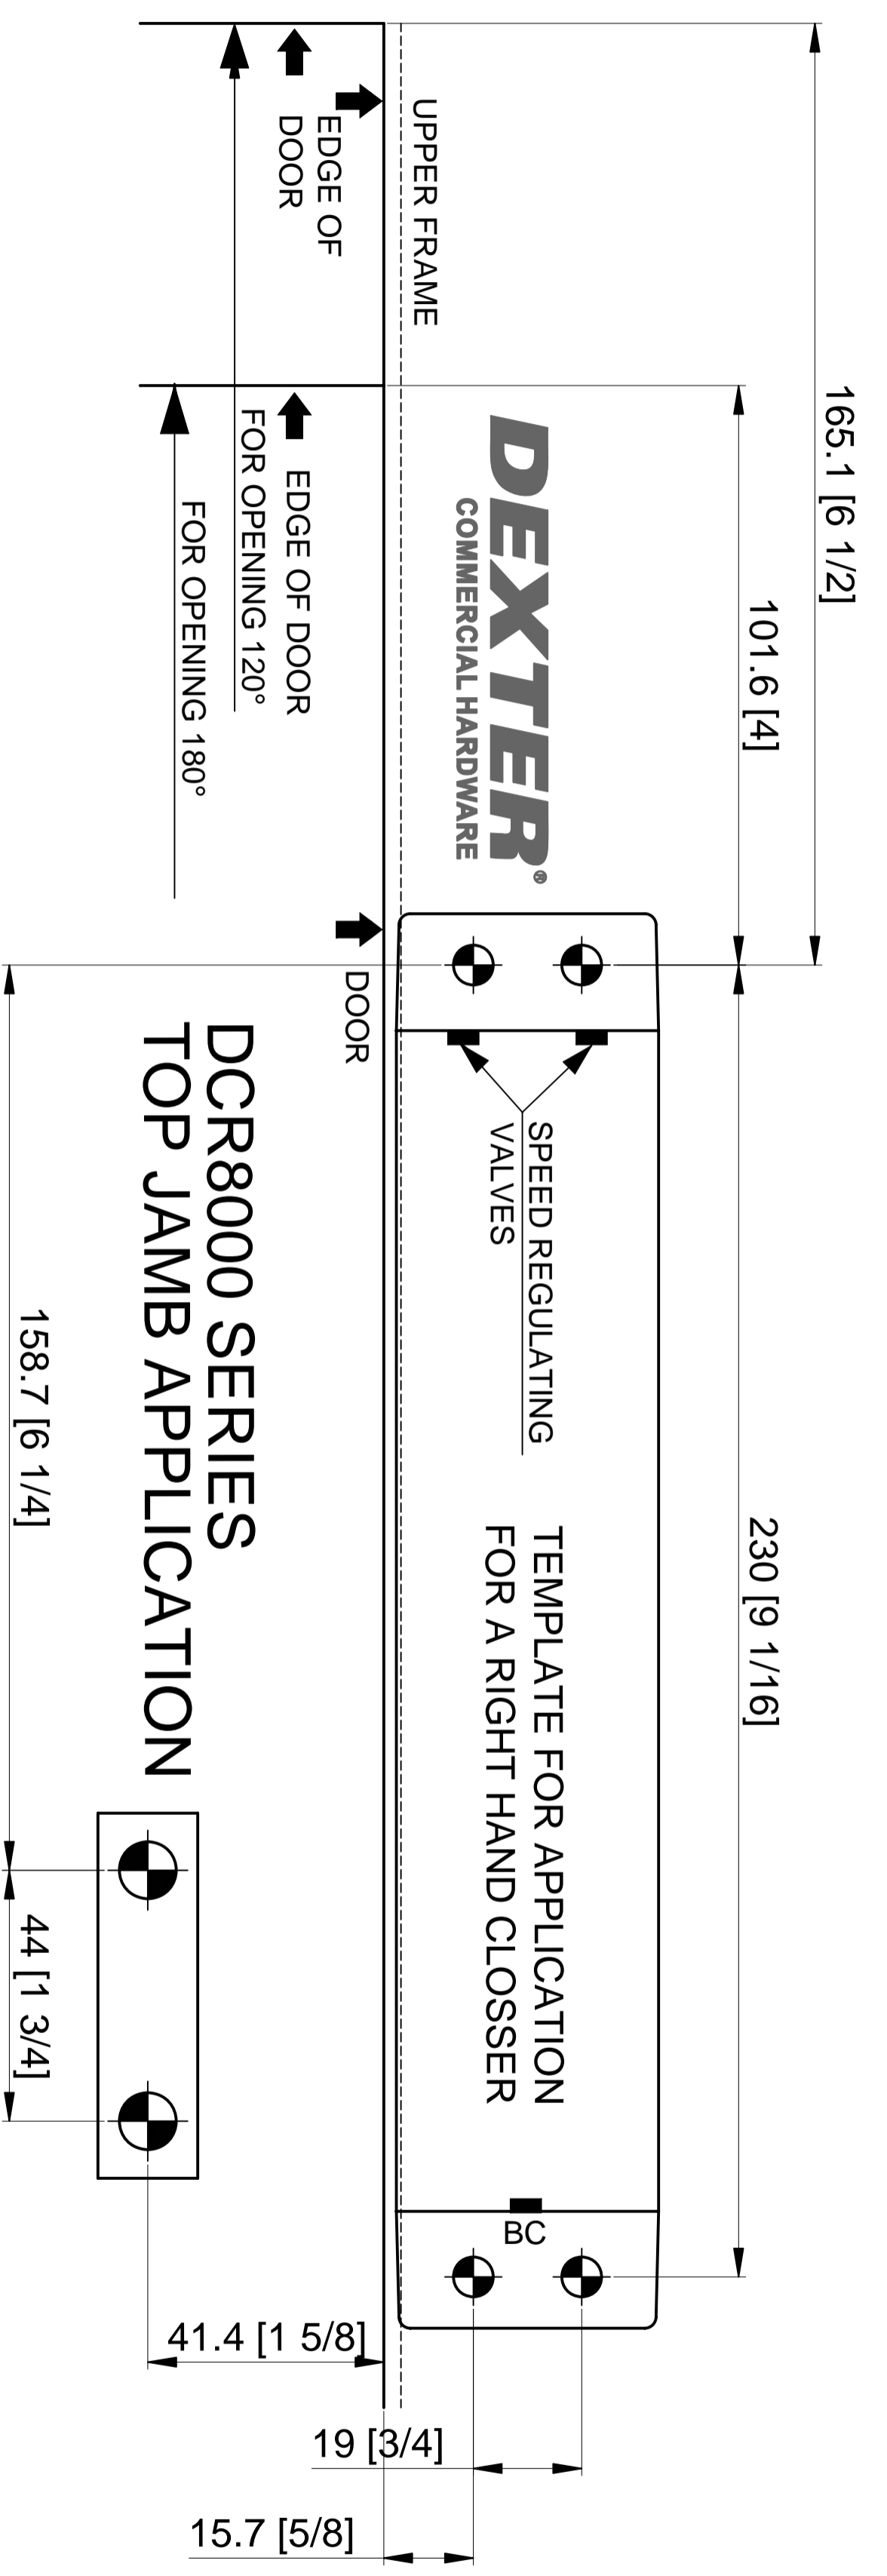 165.1 [6 1/2]
101.6 [4]
230 [9 1/16]
DEXTER®
COMMERCIAL HARDWARE
UPPER FRAME
EDGE OF
DOOR
EDGE OF DOOR
FOR OPENING 120°
FOR OPENING 180°
SPEED REGULATING
VALVES
TEMPLATE FOR APPLICATION
FOR A RIGHT HAND CLOSSER
BC
DOOR
DCR8000 SERIES
TOP JAMB APPLICATION
158.7 [6 1/4]
44 [1 3/4]
41.4 [1 5/8]
19 [3/4]
15.7 [5/8]